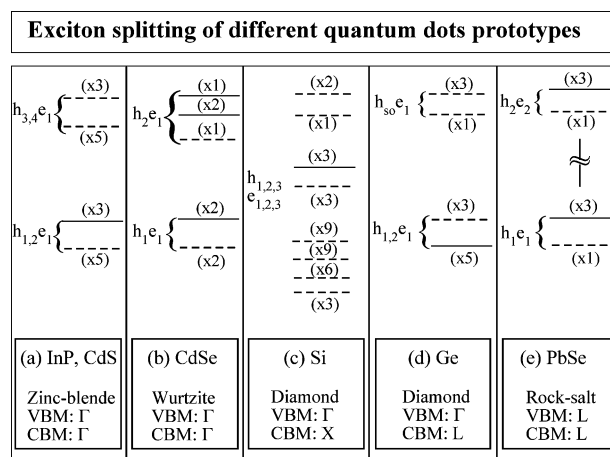 Exciton splitting of different quantum dots prototypes
(x3)
h3,4e1
(x5)
(x3)
h1,2e1
(x5)
(a) InP, CdS
Zinc-blende
VBM: Γ
CBM: Γ
(x1)
(x2)
h2e1
(x1)
(x2)
h1e1
(x2)
(b) CdSe
Wurtzite
VBM: Γ
CBM: Γ
(x2)
(x1)
(x3)
h1,2,3
e1,2,3
(x3)
(x9)
(x9)
(x6)
(x3)
(c) Si
Diamond
VBM: Γ
CBM: X
(x3)
hsoe1
(x1)
(x3)
h1,2e1
(x5)
(d) Ge
Diamond
VBM: Γ
CBM: L
(x3)
h2e2
(x1)
(x3)
h1e1
(x1)
(e) PbSe
Rock-salt
VBM: L
CBM: L